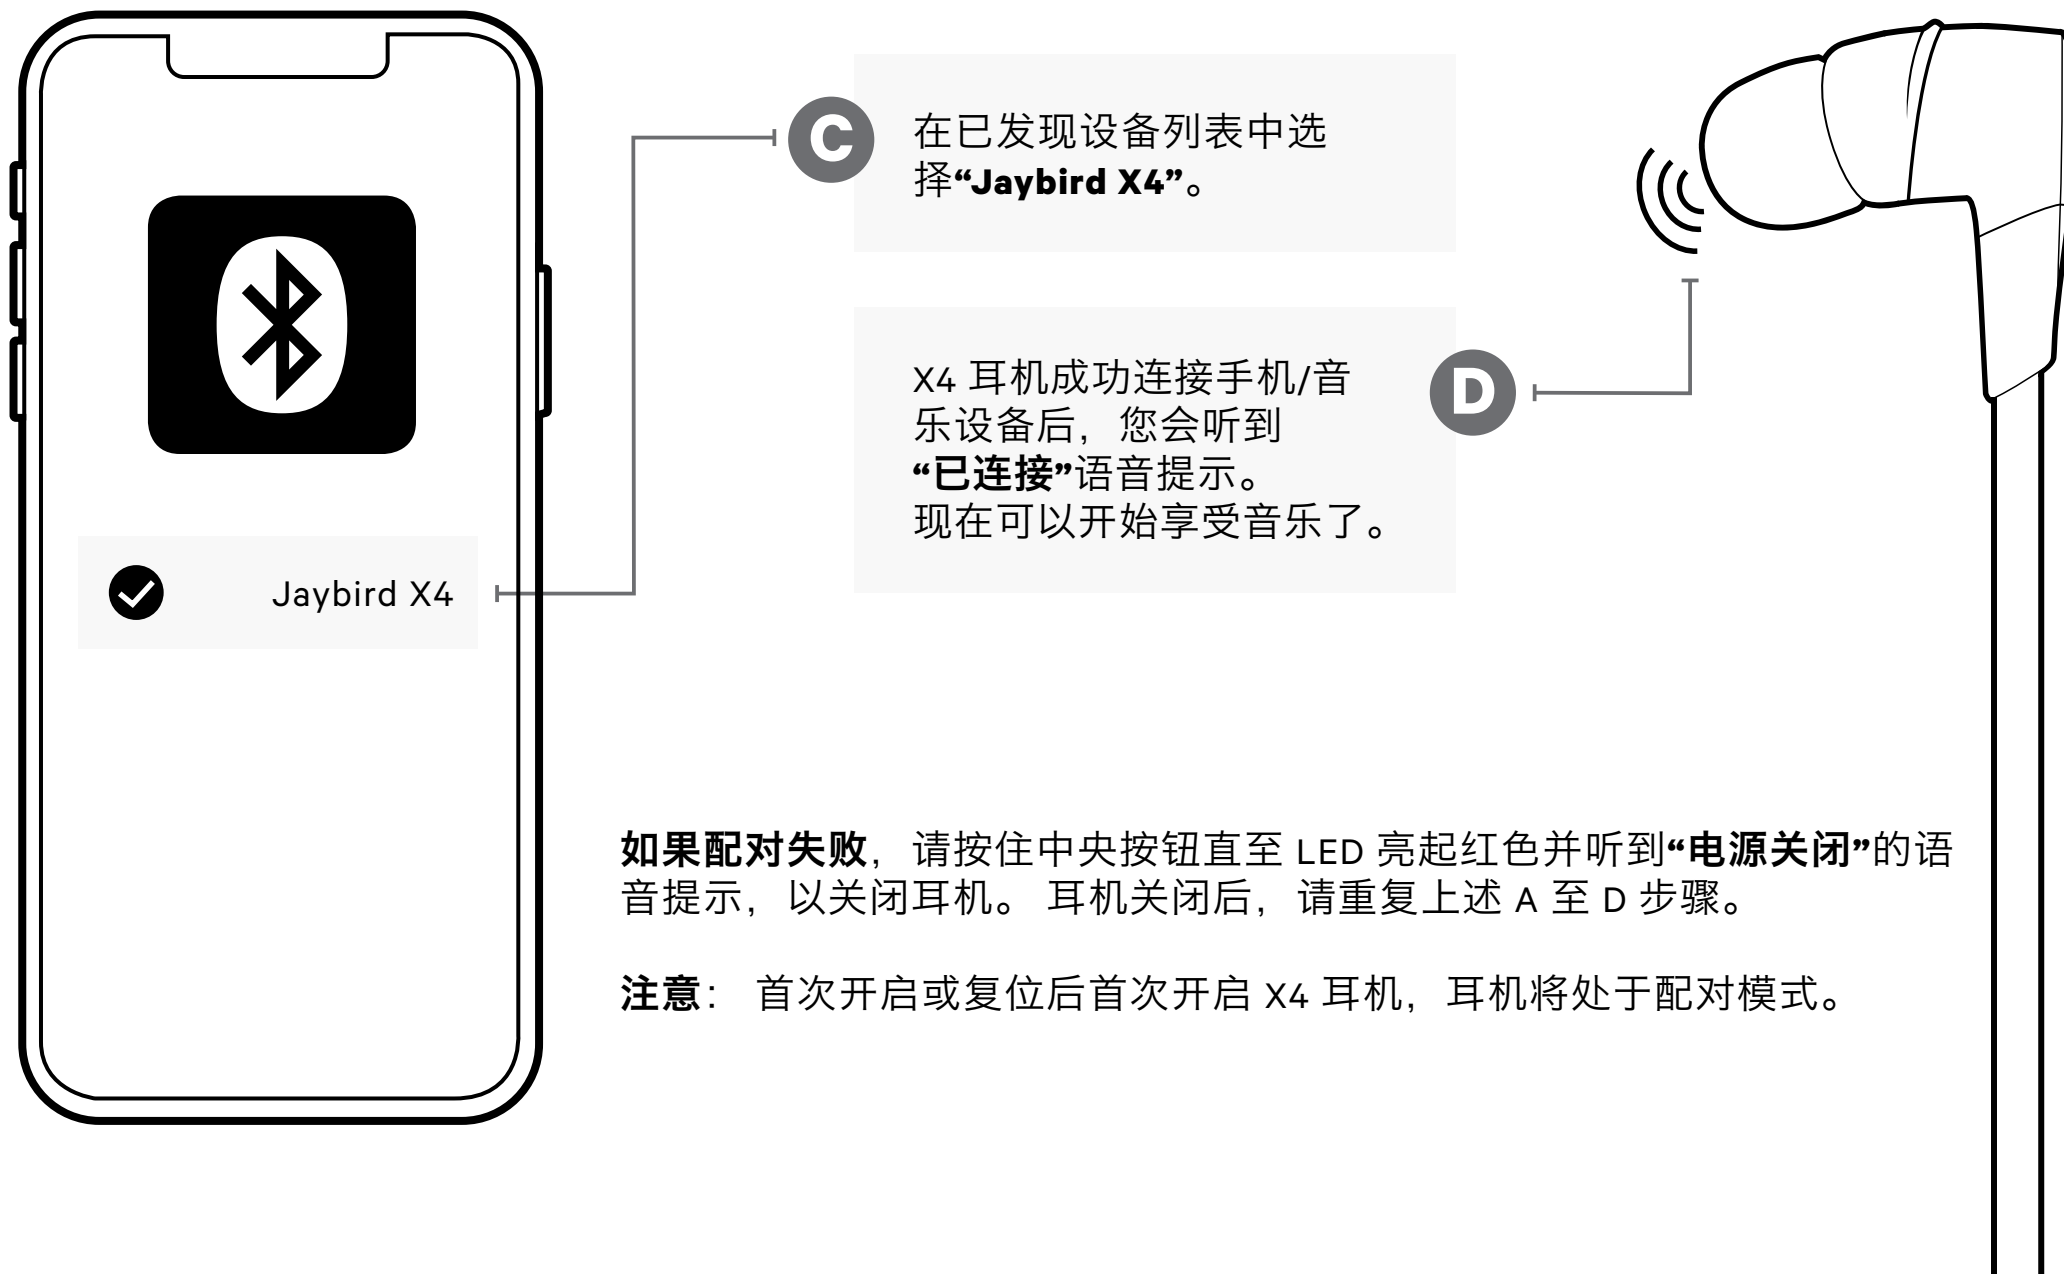 C
在已发现设备列表中选
择“Jaybird X4”。
X4 耳机成功连接手机/音
乐设备后，您会听到
“已连接”语音提示。
现在可以开始享受音乐了。
D
Jaybird X4
如果配对失败，请按住中央按钮直至 LED 亮起红色并听到“电源关闭”的语
音提示，以关闭耳机。 耳机关闭后，请重复上述 A 至 D 步骤。
注意： 首次开启或复位后首次开启 X4 耳机，耳机将处于配对模式。